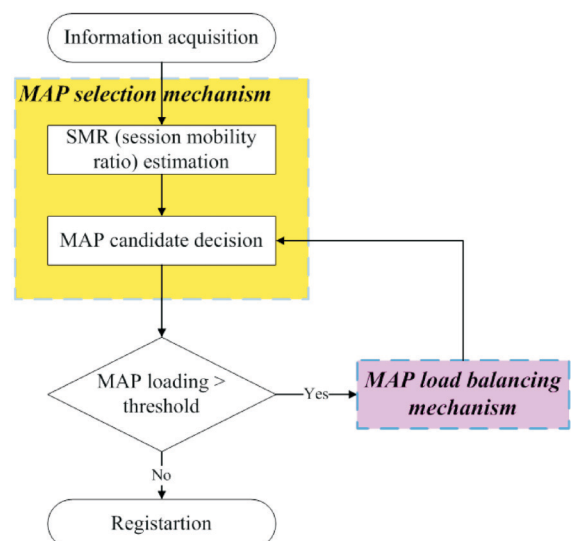 Information acquisition
MAP selection mechanism
SMR (session mobility
ratio) estimation
MAP candidate decision
MAP loading >
threshold
Yes
MAP load balancing
mechanism
No
Registartion